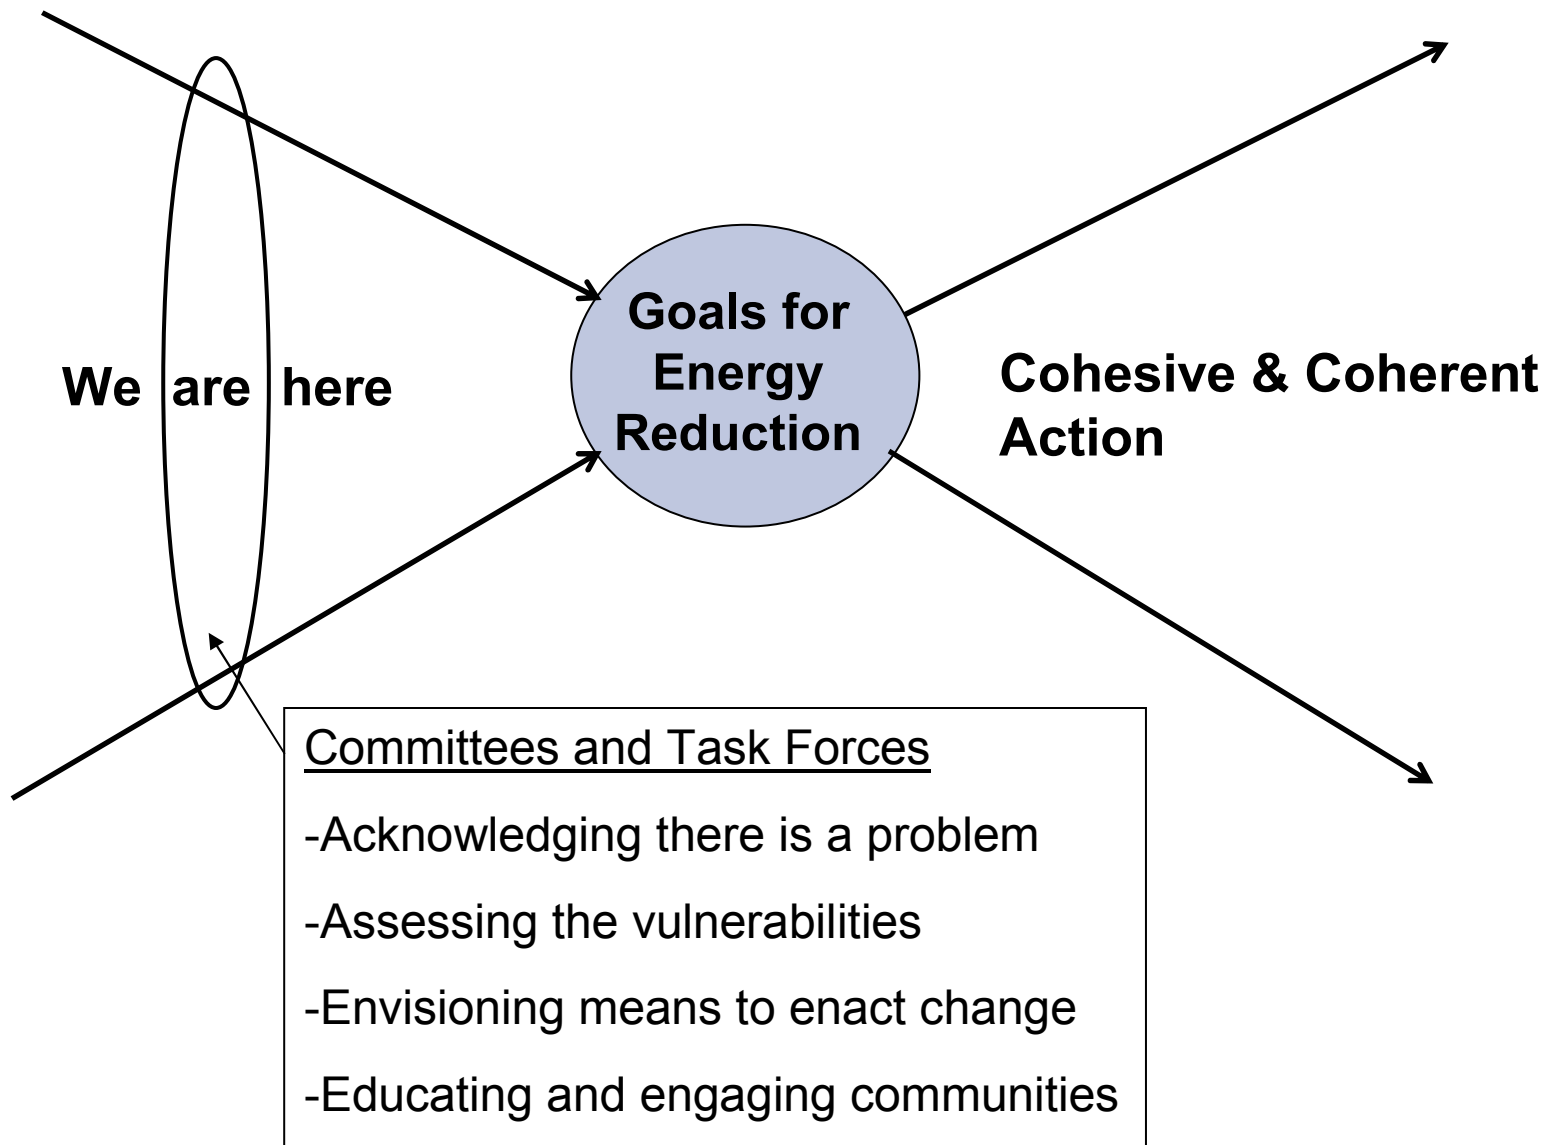 Goals for
Energy
Reduction
We are here
Cohesive & Coherent
Action
Committees and Task Forces
-Acknowledging there is a problem
-Assessing the vulnerabilities
-Envisioning means to enact change
-Educating and engaging communities